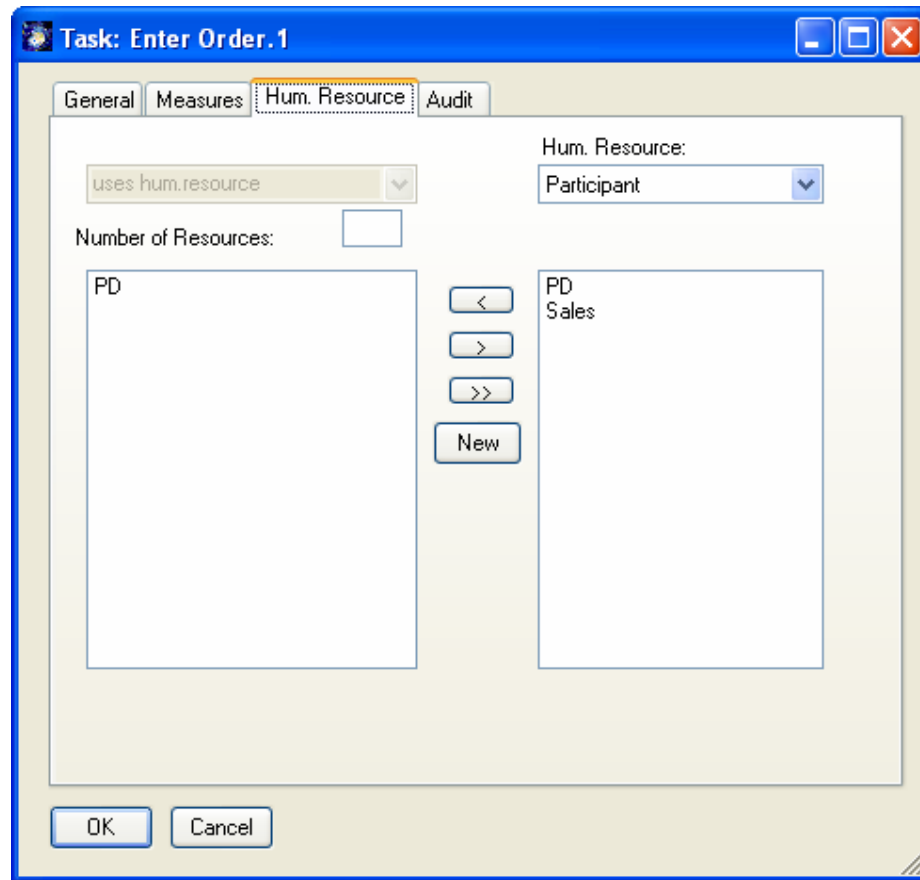 Task: Enter Order.1
General Measures Hum. Resource Audit
Hum. Resource:
uses hum.resource Participant
Number of Resources:
PD < PD
Sales
>
>>
New
OK Cancel